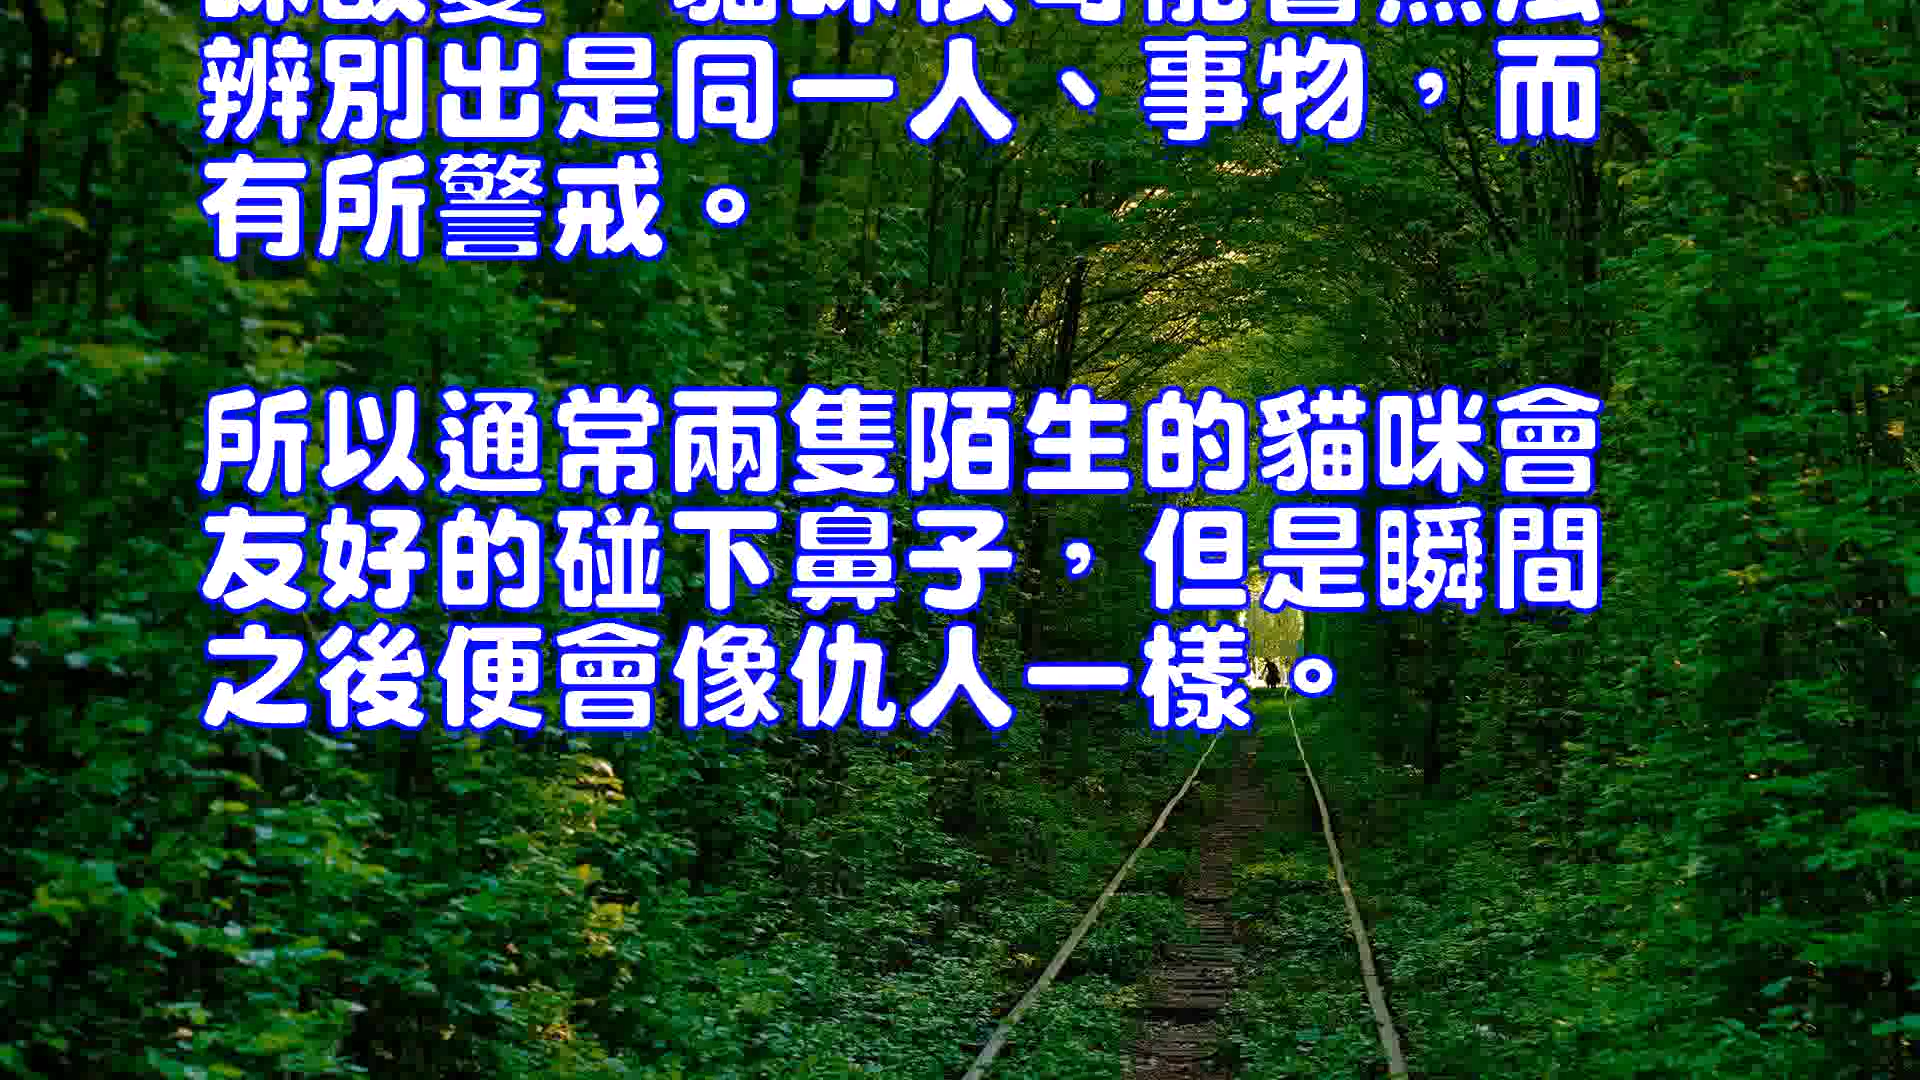 辨別出是同一人、事物，而
有所警戒。
所以通常兩隻陌生的貓咪會
友好的碰下鼻子，但是瞬間
之後便會像仇人一樣。